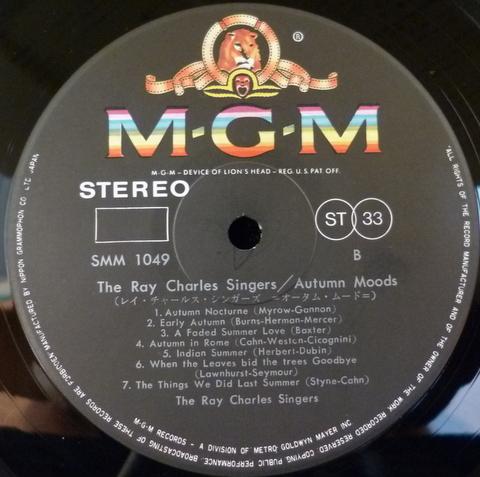 ®
M-G-M
M-G-M – DEVICE OF LION'S HEAD – REG. U.S. PAT. OFF.
STEREO
ST 33
SMM 1049
B
The Ray Charles Singers/Autumn Moods
(レイ・チャールス・シンガーズ =オータム・ムード=)
1. Autumn Nocturne (Myrow-Gannon)
2. Early Autumn (Burns-Herman-Mercer)
3. A Faded Summer Love (Baxter)
4. Autumn in Rome (Cahn-Weston-Cicognini)
5. Indian Summer (Herbert-Dubin)
6. When the Leaves bid the trees Goodbye
(Lawnhurst-Seymour)
7. The Things We Did Last Summer (Styne-Cahn)
The Ray Charles Singers
M-G-M RECORDS - A DIVISION OF METRO GOLDWYN MAYER INC
"ALL RIGHTS OF THE RECORD MANUFACTURER AND OF THE OWNER OF THE WORK RECORDED RESERVED. COPYING, PUBLIC PERFORMANCE, BROADCASTING OF THESE RECORDS ARE FORBIDDEN" MANUFACTURED BY NIPPON GRAMMOPHON CO., LTD. JAPAN.